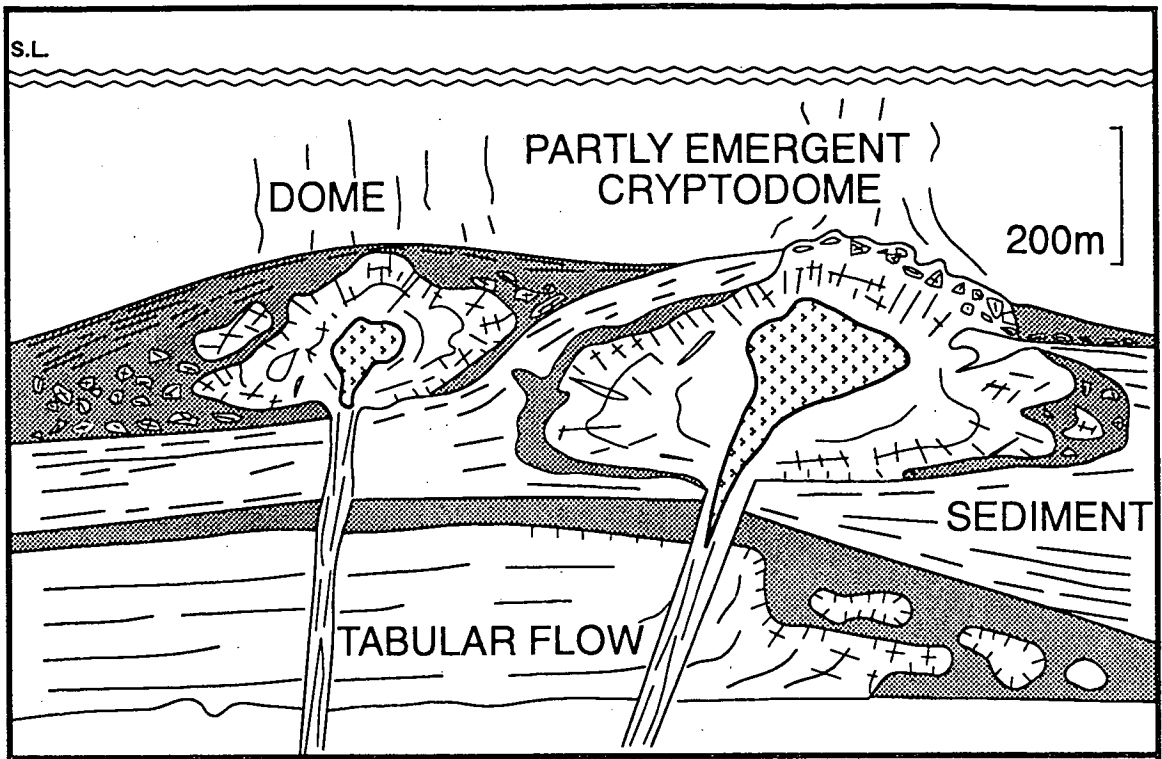 S.L.
DOME
PARTLY EMERGENT
CRYPTODOME
200m
SEDIMENT
TABULAR FLOW